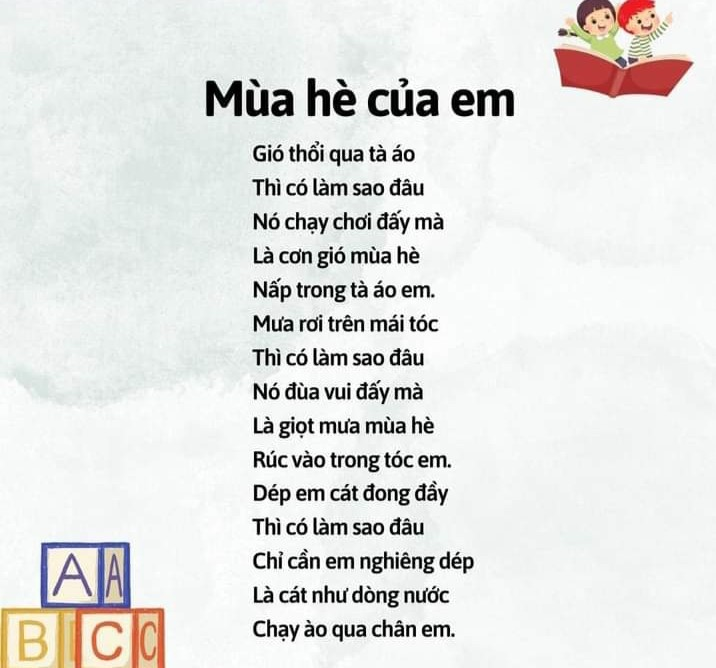 Mùa hè của em
Gió thổi qua tà áo
Thì có làm sao đâu
Nó chạy chơi đấy mà
Là cơn gió mùa hè
Nấp trong tà áo em.
Mưa rơi trên mái tóc
Thì có làm sao đâu
Nó đùa vui đấy mà
Là giọt mưa mùa hè
Rúc vào trong tóc em.
Dép em cát đong đầy
Thì có làm sao đâu
Chỉ cần em nghiêng dép
Là cát như dòng nước
Chạy ào qua chân em.
A A
B C C